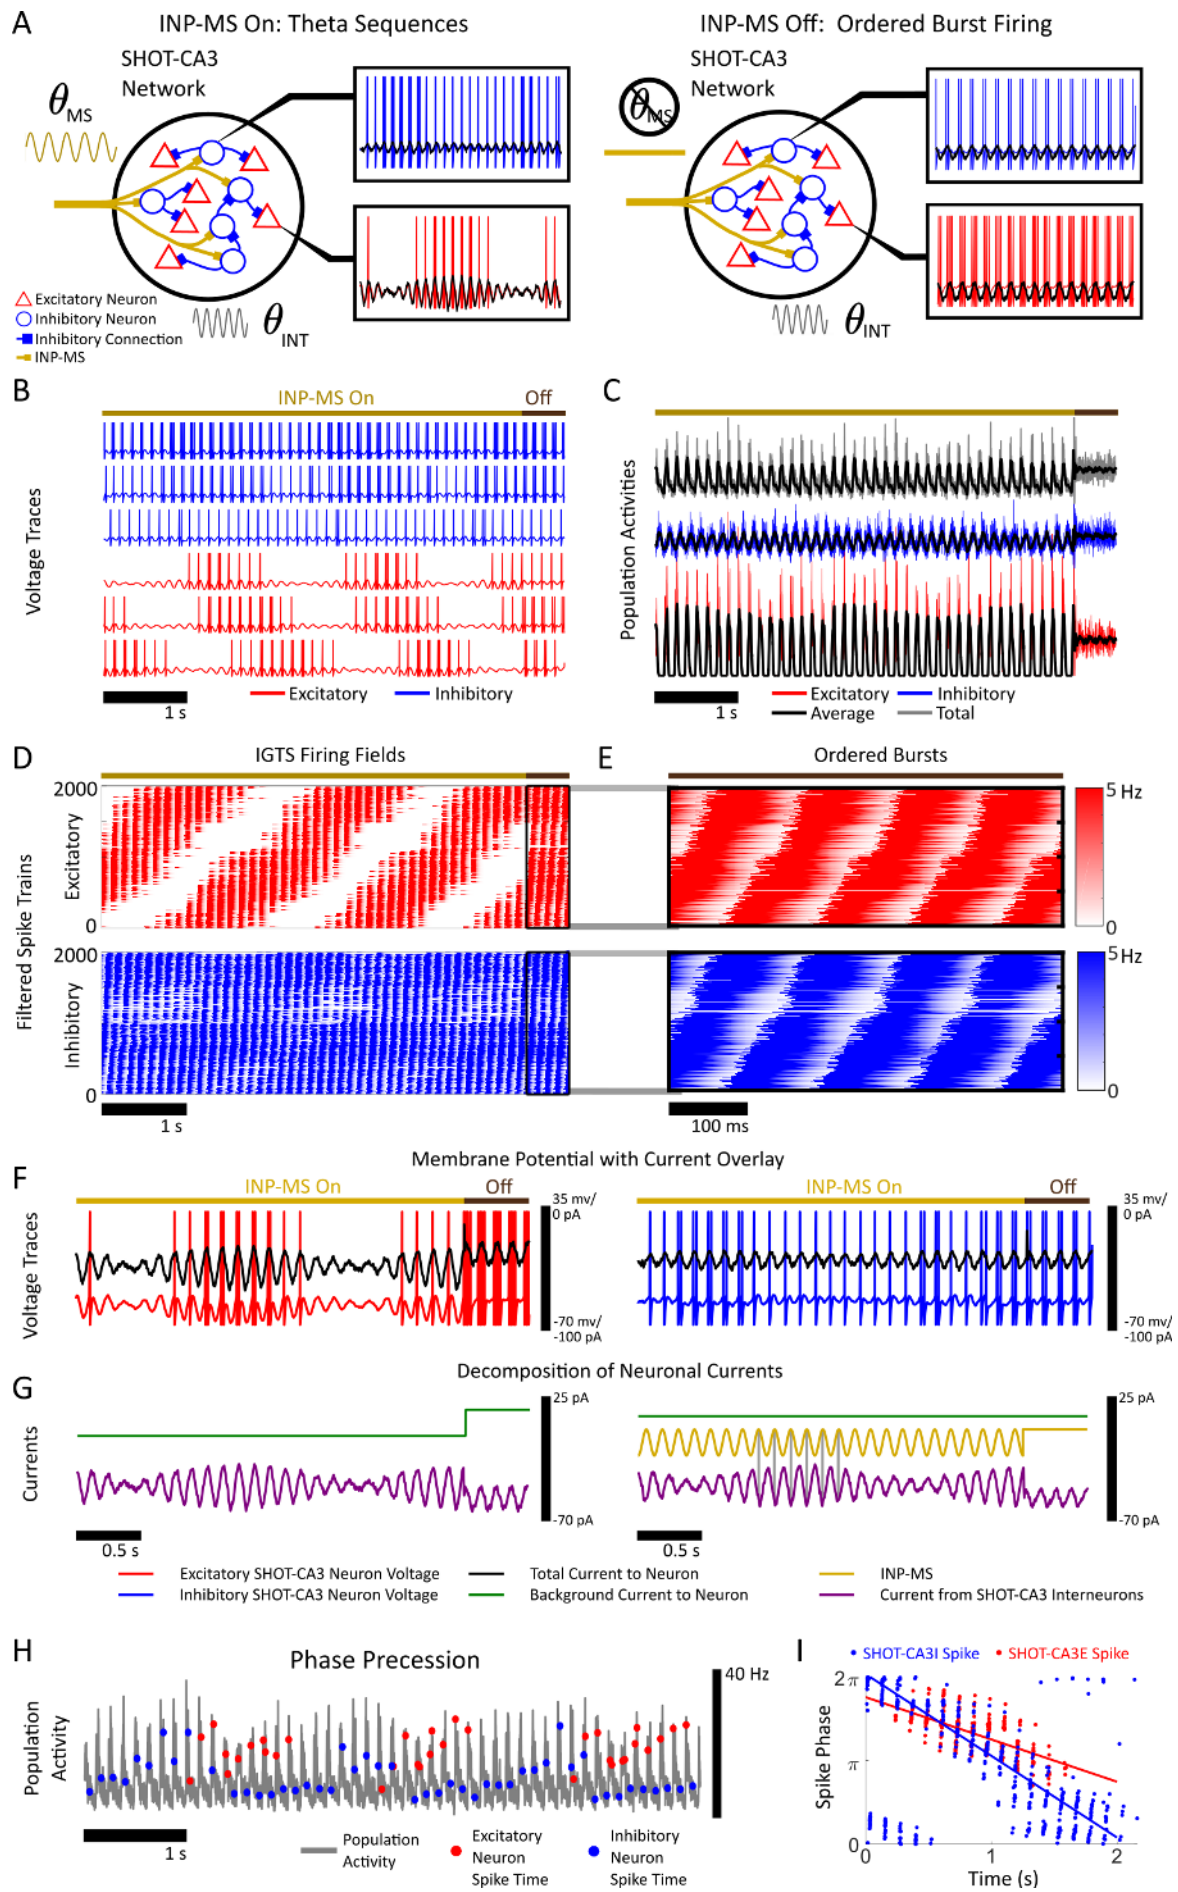 A
INP-MS On: Theta Sequences
INP-MS Off: Ordered Burst Firing
SHOT-CA3
Network
θMS
SHOT-CA3
Network
θMS
△ Excitatory Neuron
Inhibitory Neuron
Inhibitory Connection
INP-MS
θINT
θINT
B
INP-MS On
Off
Voltage Traces
1 s
Excitatory
Inhibitory
C
Population Activities
1 s
Excitatory
Inhibitory
Average
Total
D
IGTS Firing Fields
E
Ordered Bursts
Filtered Spike Trains
2000
Excitatory
0
2000
Inhibitory
0
1 s
100 ms
5 Hz
0
5 Hz
0
F
Membrane Potential with Current Overlay
INP-MS On
Off
INP-MS On
Off
Voltage Traces
35 mv/
0 pA
-70 mv/
-100 pA
35 mv/
0 pA
-70 mv/
-100 pA
G
Decomposition of Neuronal Currents
Currents
25 pA
-70 pA
25 pA
-70 pA
0.5 s
0.5 s
Excitatory SHOT-CA3 Neuron Voltage
Total Current to Neuron
INP-MS
Inhibitory SHOT-CA3 Neuron Voltage
Background Current to Neuron
Current from SHOT-CA3 Interneurons
H
Phase Precession
Population
Activity
40 Hz
1 s
Population
Activity
Excitatory
Neuron
Spike Time
Inhibitory
Neuron
Spike Time
I
SHOT-CA3I Spike
SHOT-CA3E Spike
Spike Phase
2π
π
0
0
1
2
Time (s)